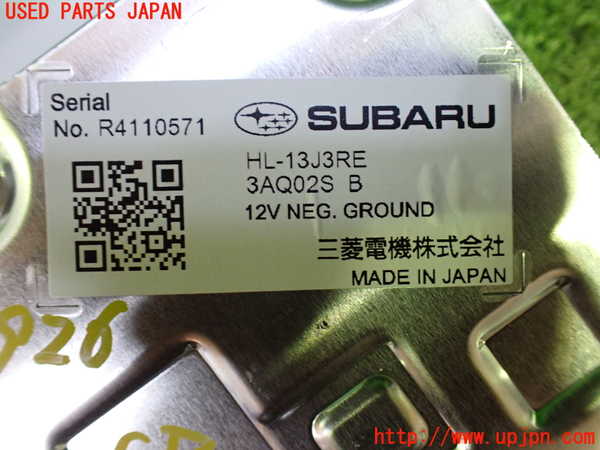 USED PARTS JAPAN
Serial
No. R4110571
SUBARU
HL-13J3RE
3AQ02S B
12V NEG. GROUND
三菱電機株式会社
MADE IN JAPAN
926
http://www.upjpn.com